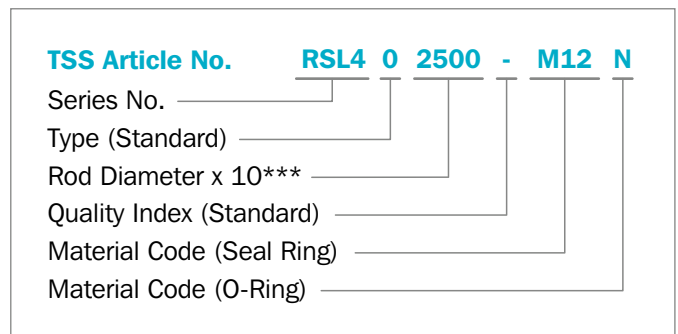 TSS Article No. RSL4 0 2500 - M12 N
Series No.
Type (Standard)
Rod Diameter x 10***
Quality Index (Standard)
Material Code (Seal Ring)
Material Code (O-Ring)